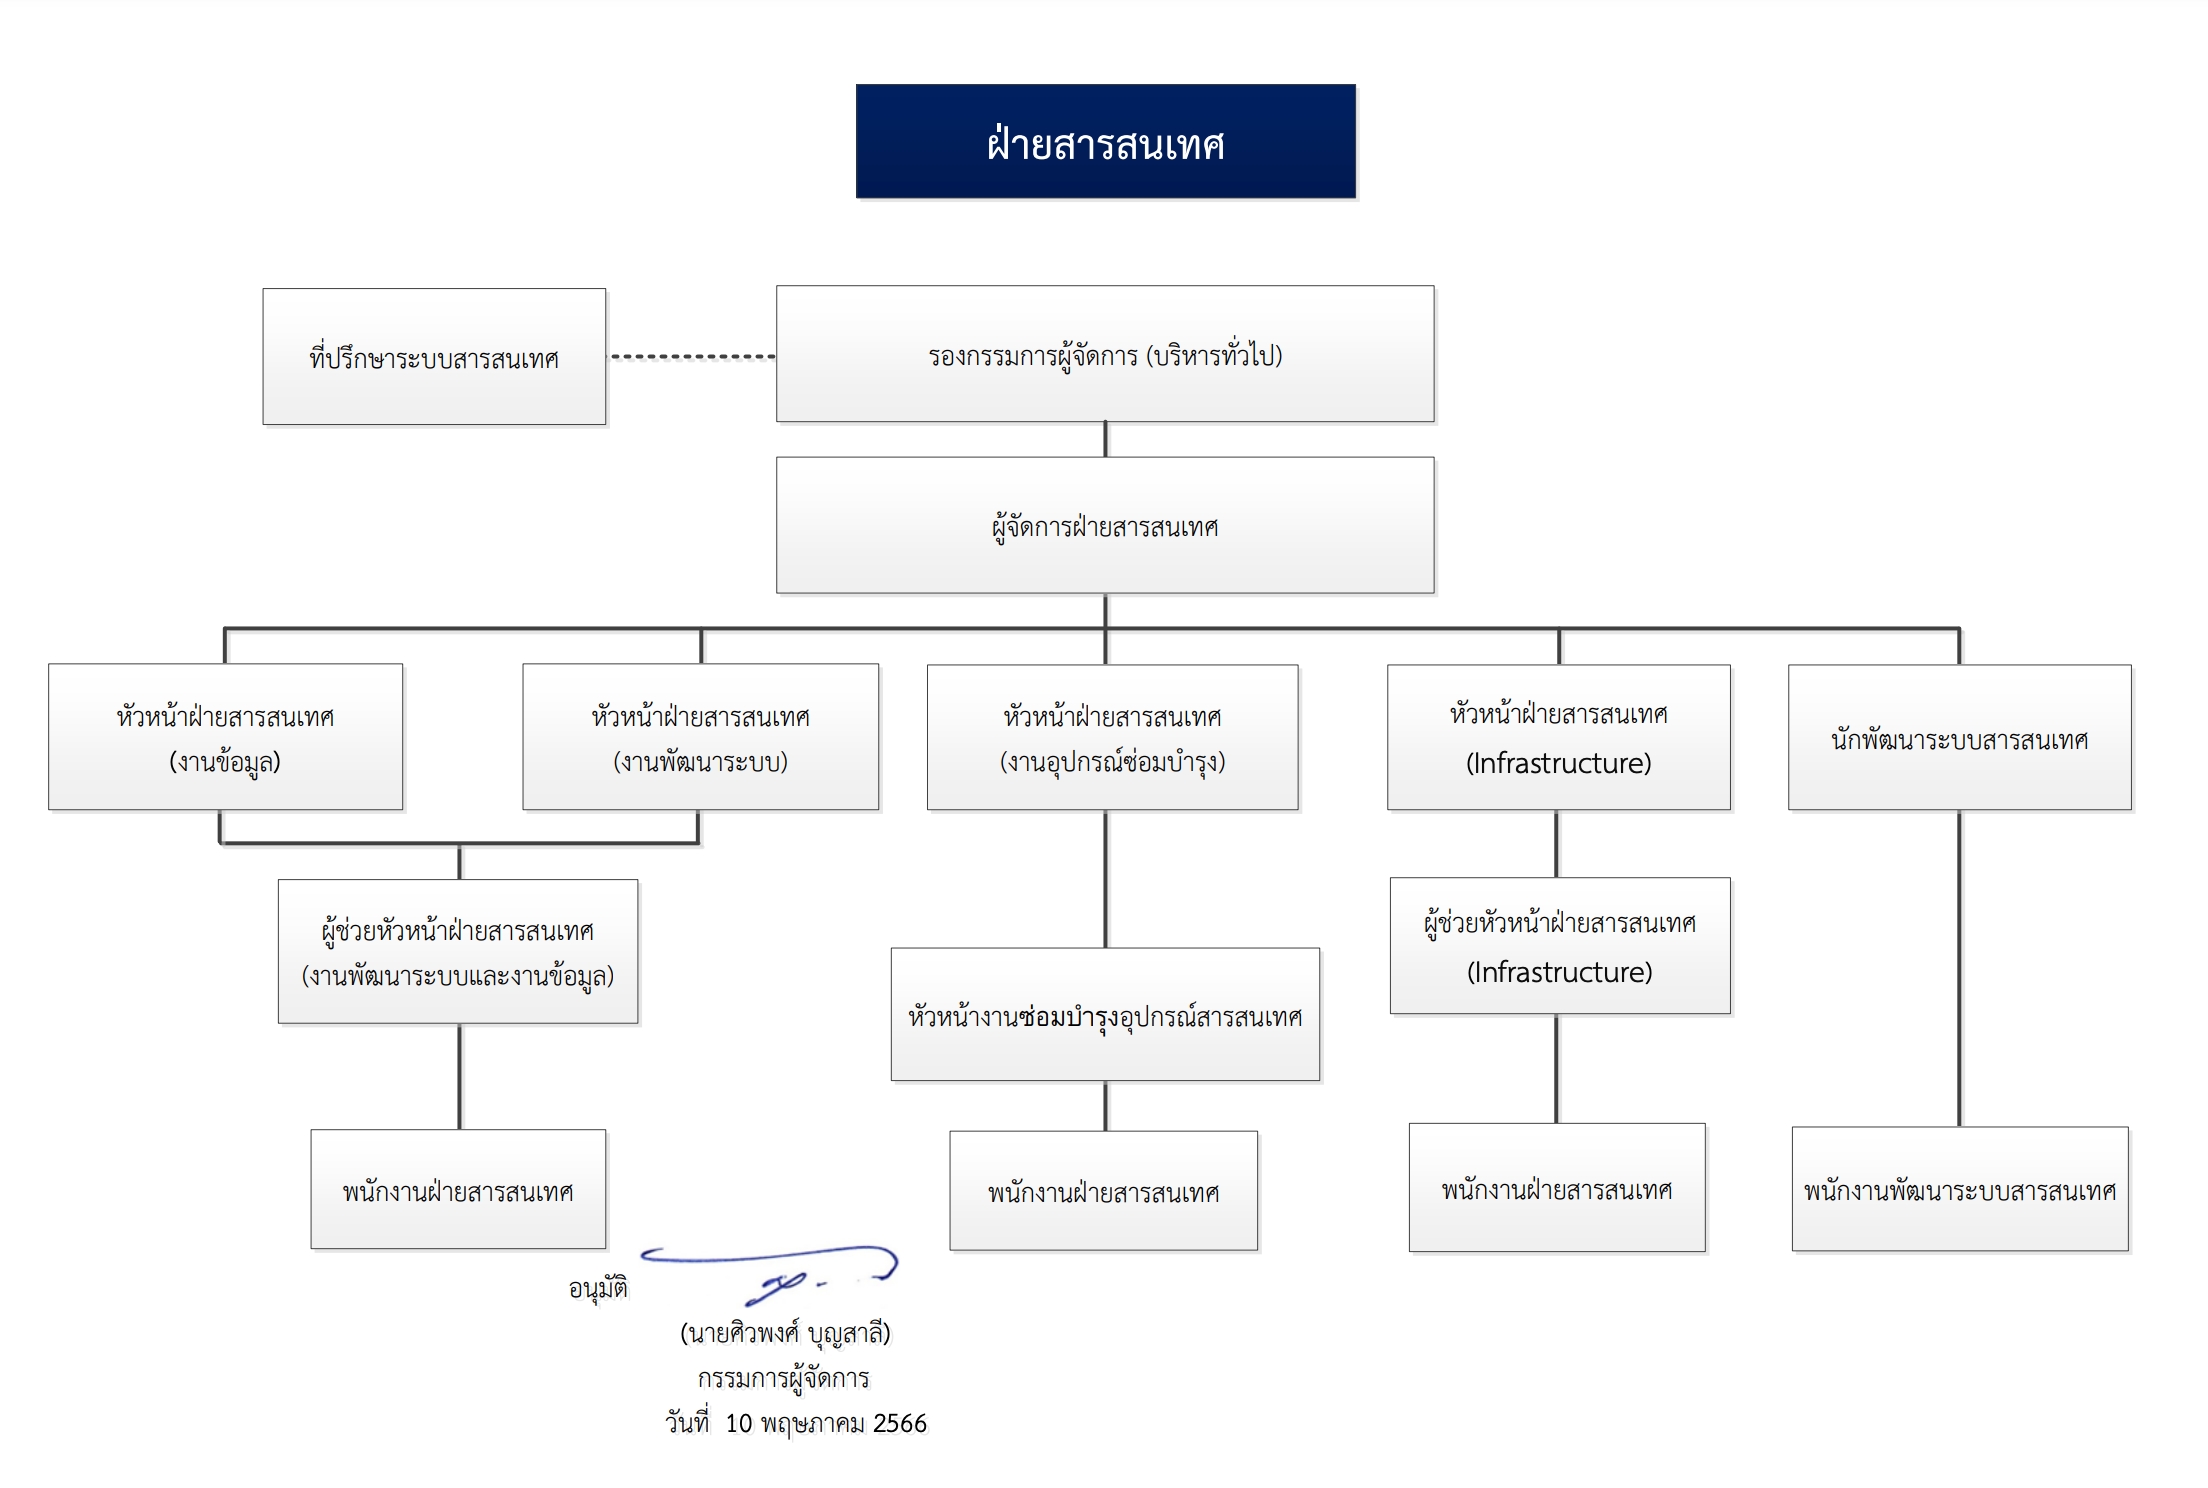 ฝ่ายสารสนเทศ
ที่ปรึกษาระบบสารสนเทศ
รองกรรมการผู้จัดการ (บริหารทั่วไป)
ผู้จัดการฝ่ายสารสนเทศ
หัวหน้าฝ่ายสารสนเทศ
(งานข้อมูล)
หัวหน้าฝ่ายสารสนเทศ
(งานพัฒนาระบบ)
หัวหน้าฝ่ายสารสนเทศ
(งานอุปกรณ์ซ่อมบำรุง)
หัวหน้าฝ่ายสารสนเทศ
(Infrastructure)
นักพัฒนาระบบสารสนเทศ
ผู้ช่วยหัวหน้าฝ่ายสารสนเทศ
(งานพัฒนาระบบและงานข้อมูล)
หัวหน้างานซ่อมบำรุงอุปกรณ์สารสนเทศ
ผู้ช่วยหัวหน้าฝ่ายสารสนเทศ
(Infrastructure)
พนักงานฝ่ายสารสนเทศ
พนักงานฝ่ายสารสนเทศ
พนักงานฝ่ายสารสนเทศ
พนักงานพัฒนาระบบสารสนเทศ
อนุมัติ
(นายศิวพงศ์ บุญสาลี)
กรรมการผู้จัดการ
วันที่ 10 พฤษภาคม 2566